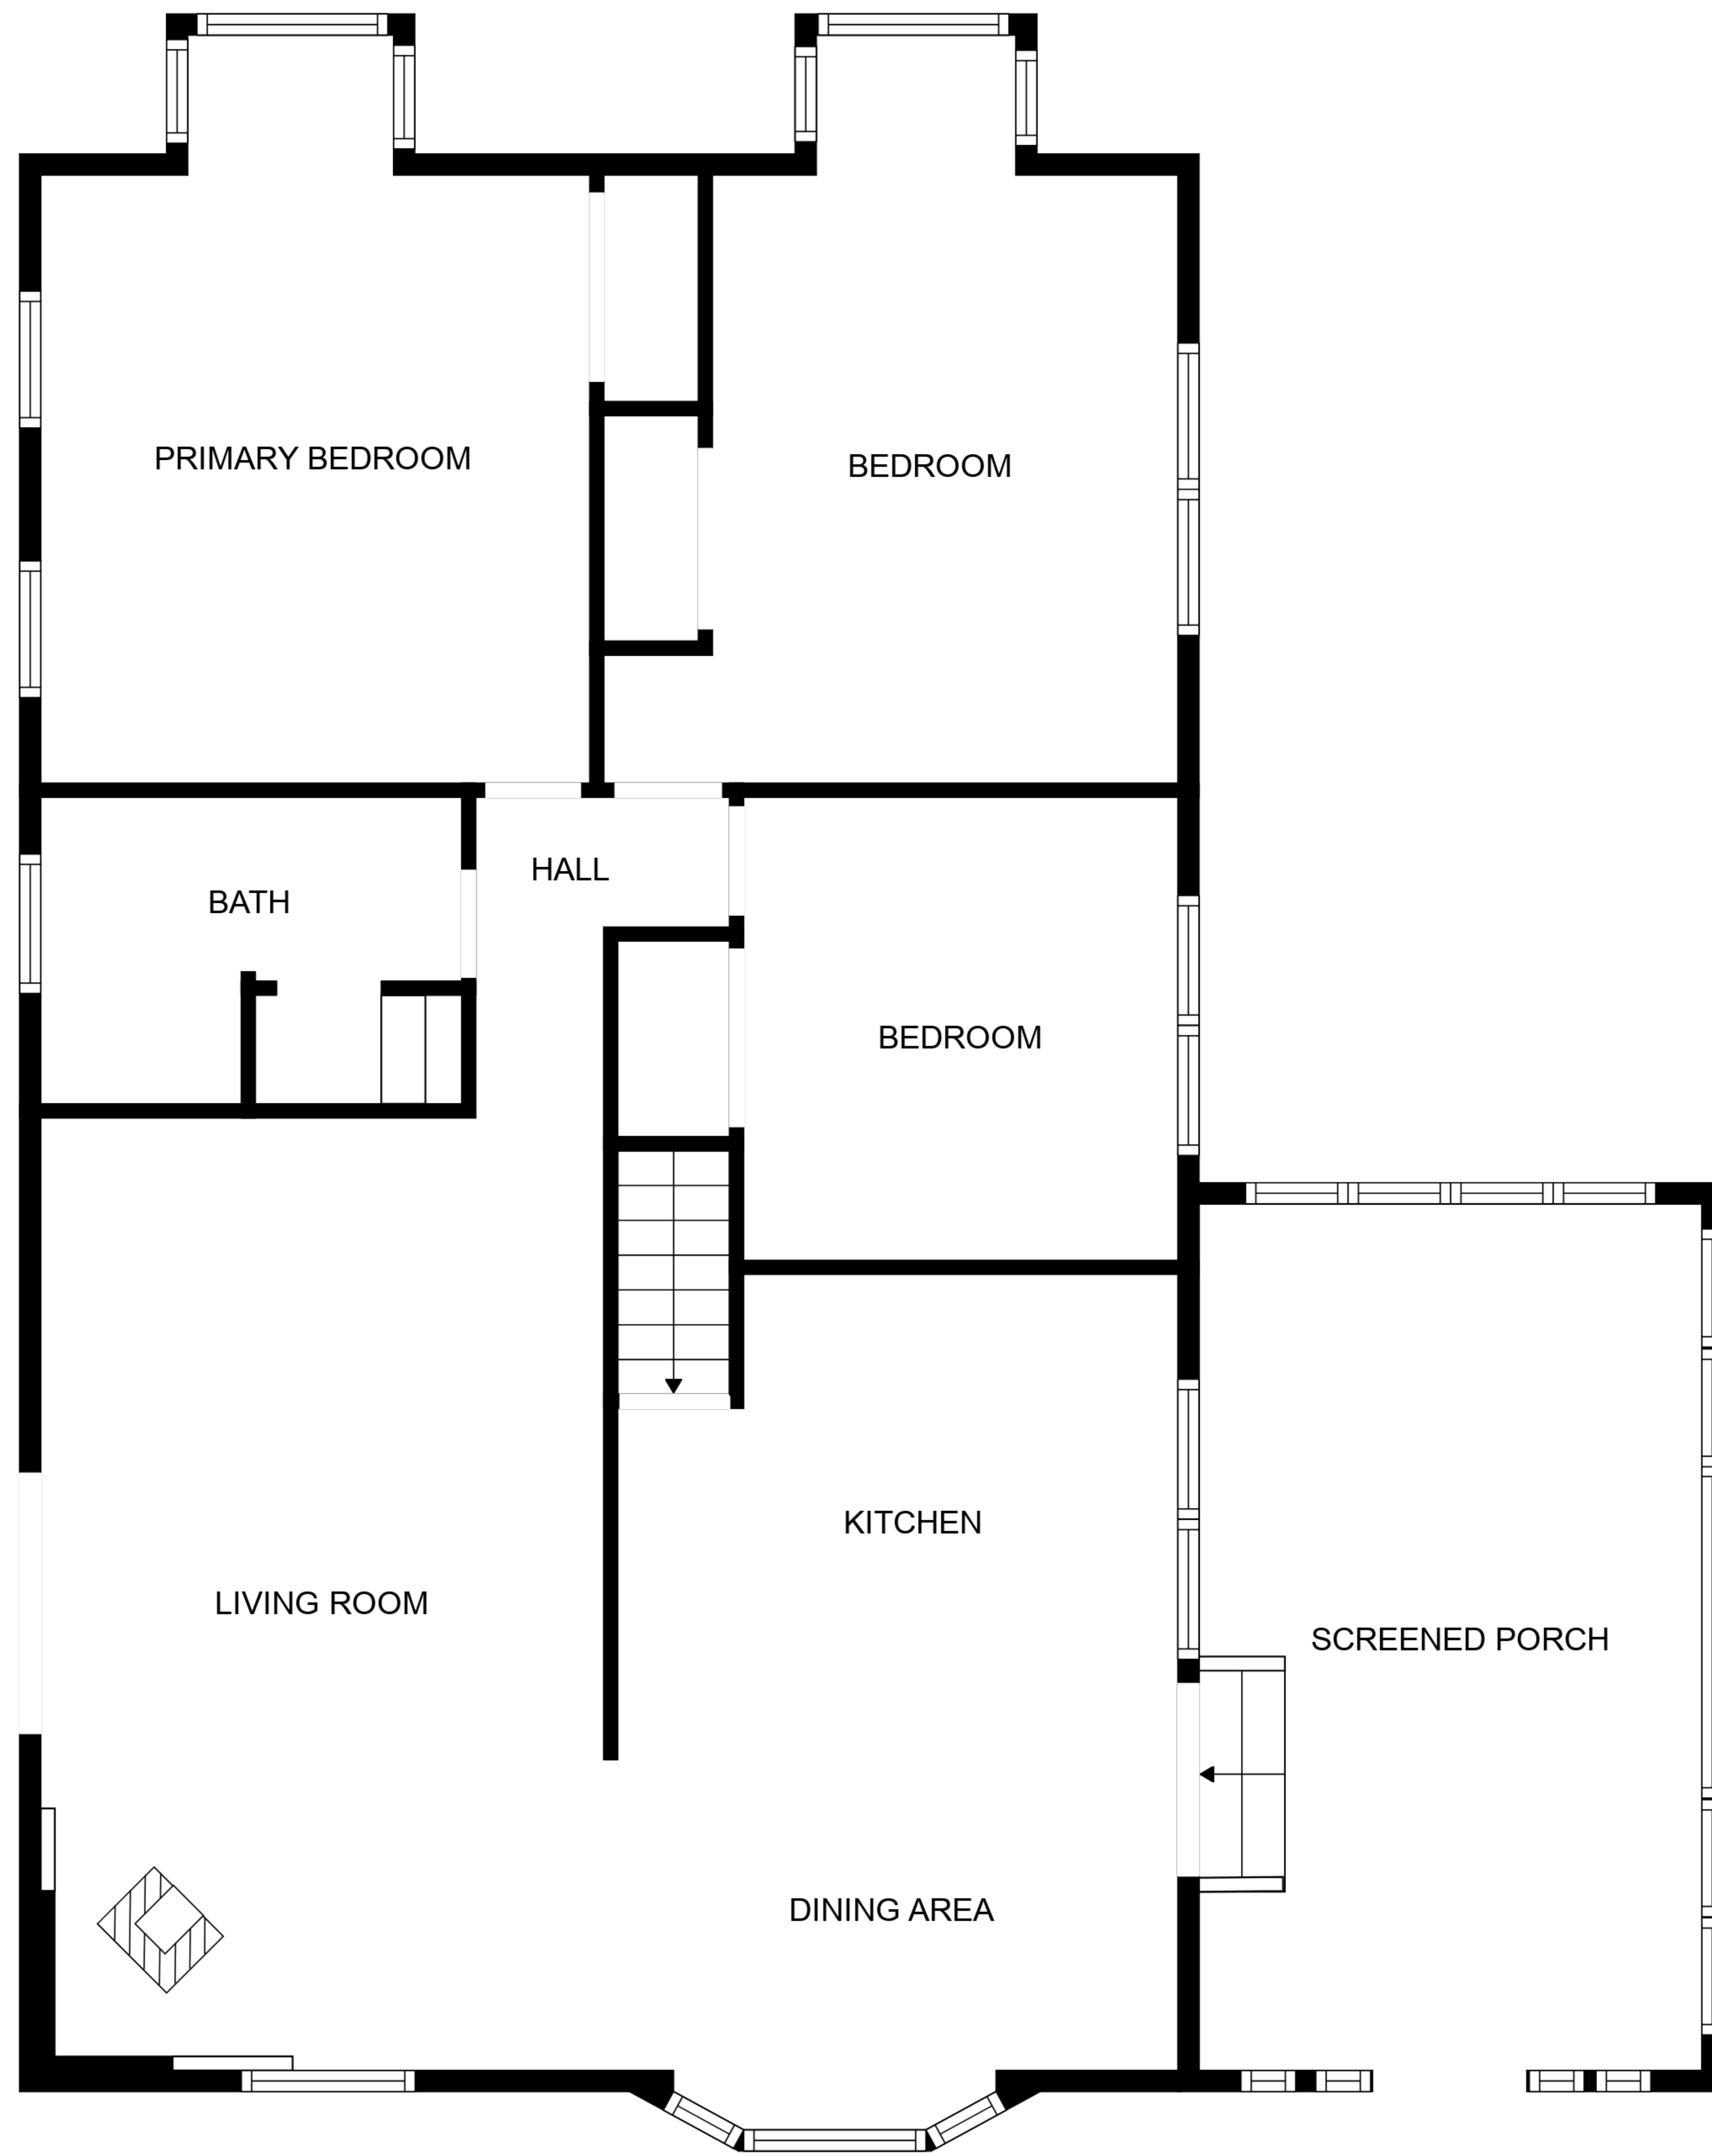 PRIMARY BEDROOM
BEDROOM
HALL
BATH
BEDROOM
KITCHEN
LIVING ROOM
SCREENED PORCH
DINING AREA